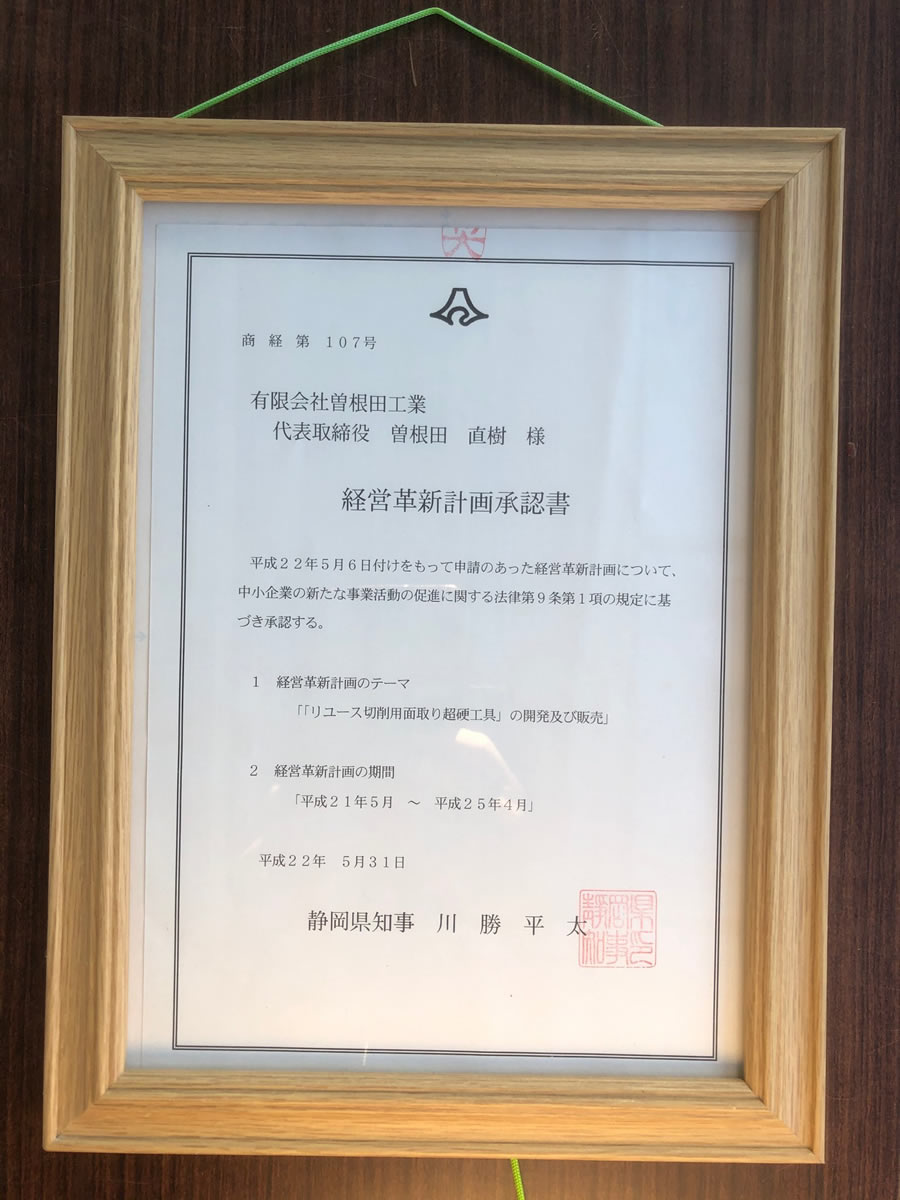 商 経 第 １０７号
有限会社曽根田工業
代表取締役 曽根田 直樹 様
経営革新計画承認書
平成２２年５月６日付けをもって申請のあった経営革新計画について、
中小企業の新たな事業活動の促進に関する法律第９条第１項の規定に基
づき承認する。
１ 経営革新計画のテーマ
「「リユース切削用面取り超硬工具」の開発及び販売」
２ 経営革新計画の期間
「平成２１年５月 ～ 平成２５年４月」
平成２２年 ５月３１日
静岡県知事 川 勝 平 太